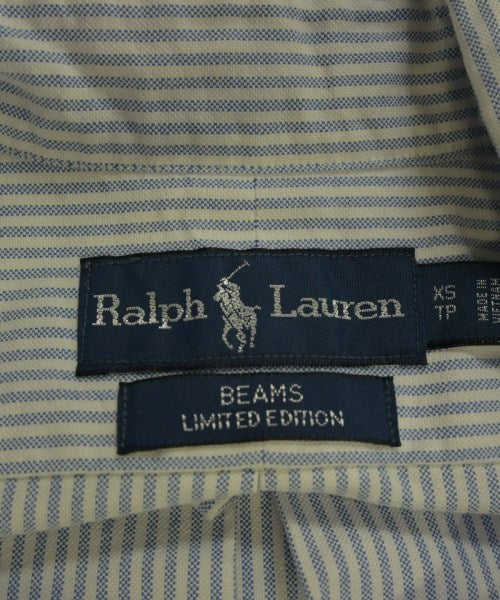 Ralph Lauren
XS
TP
MADE IN
BEAMS
LIMITED EDITION